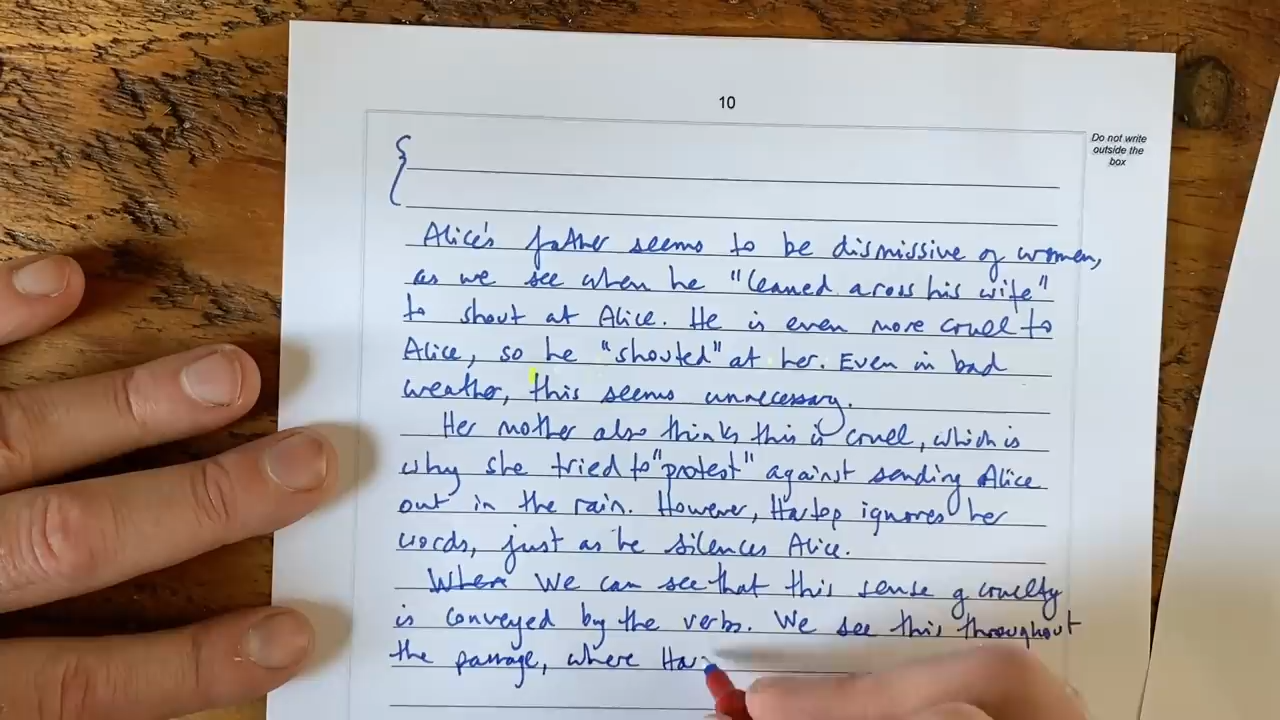 10
Do not write
outside the
box
Alice's father seems to be dismissive of women,
as we see when he "leaned across his wife"
to shout at Alice. He is even more cruel to
Alice, so he "shouted" at her. Even in bad
weather, this seems unnecessary.
Her mother also thinks this is cruel, which is
why she tried to "protest" against sending Alice
out in the rain. However, Hartop ignores her
words, just as he silences Alice.
When We can see that this sense of cruelty
is conveyed by the verbs. We see this throughout
the passage, where Har